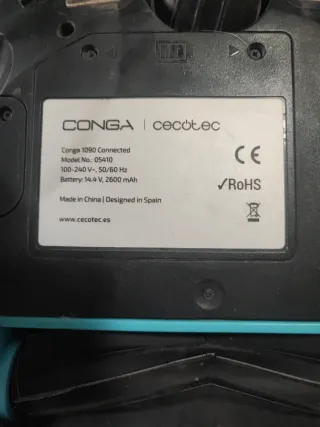 CONGA | cecotec
Conga 1090 Connected
Model No.: 05410
100-240 V~, 50/60 Hz
Battery: 14.4 V, 2600 mAh
CE
✓RoHS
Made in China | Designed in Spain
www.cecotec.es